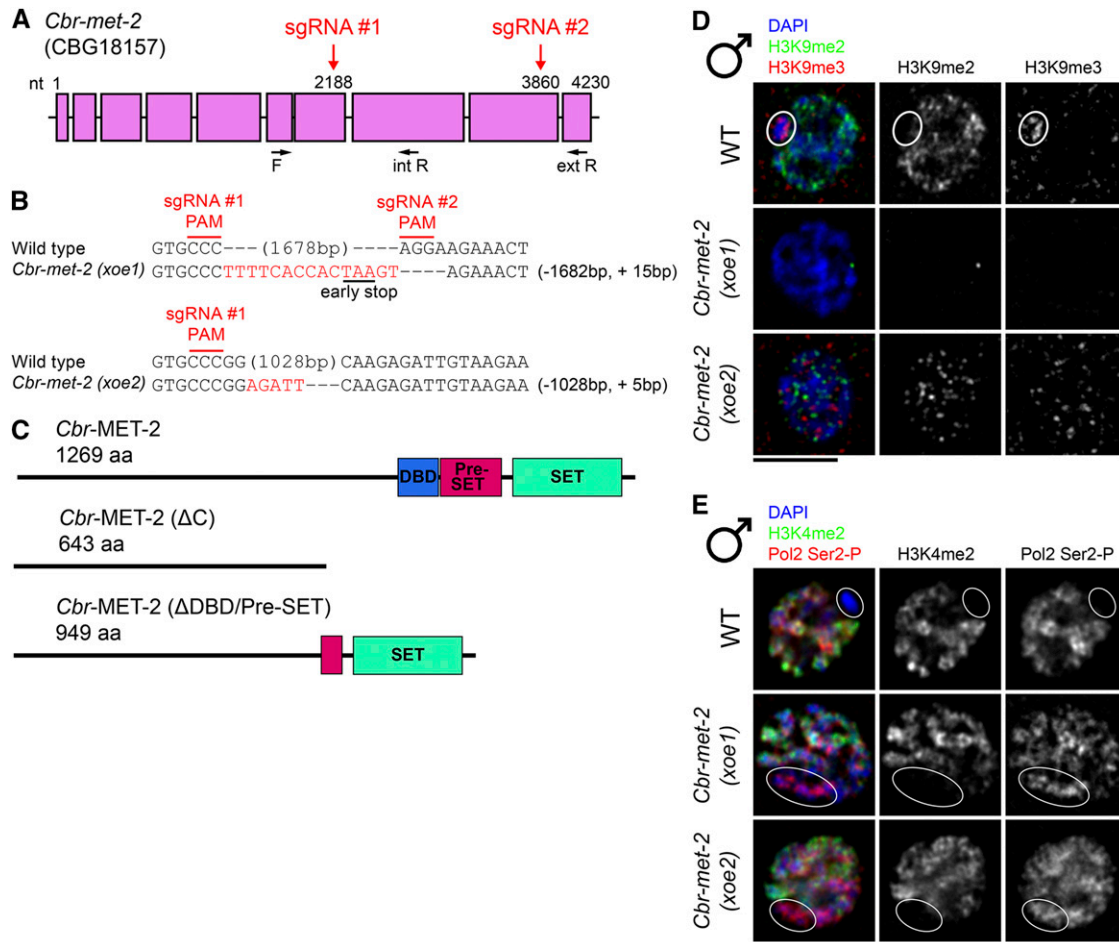 A
Cbr-met-2
(CBG18157)
sgRNA #1
sgRNA #2
nt 1
2188
3860 4230
F
int R
ext R
B
sgRNA #1
PAM
sgRNA #2
PAM
Wild type GTGCCC---(1678bp)----AGGAAGAAACT
Cbr-met-2 (xoe1) GTGCCCTTTTCACCACTAAGT----AGAAACT (-1682bp, + 15bp)
early stop
sgRNA #1
PAM
Wild type GTGCCCGG(1028bp)CAAGAGATTGTAAGAA
Cbr-met-2 (xoe2) GTGCCCGGAGATT---CAAGAGATTGTAAGAA (-1028bp, + 5bp)
C
Cbr-MET-2
1269 aa
DBD
Pre-
SET
SET
Cbr-MET-2 (ΔC)
643 aa
Cbr-MET-2 (ΔDBD/Pre-SET)
949 aa
SET
D
♂
DAPI
H3K9me2
H3K9me3
H3K9me2
H3K9me3
WT
Cbr-met-2
(xoe1)
Cbr-met-2
(xoe2)
E
♂
DAPI
H3K4me2
Pol2 Ser2-P
H3K4me2
Pol2 Ser2-P
WT
Cbr-met-2
(xoe1)
Cbr-met-2
(xoe2)